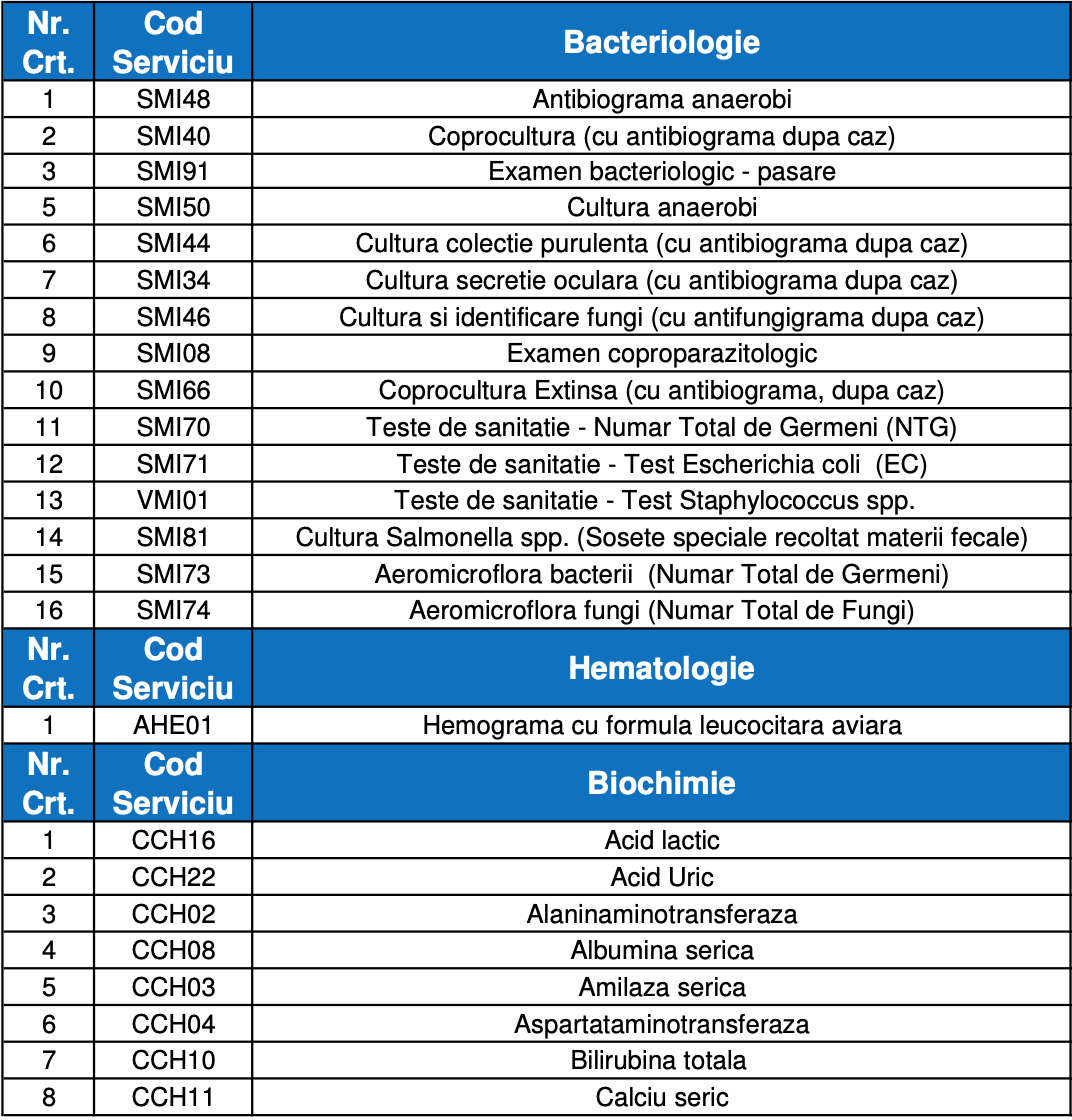 Nr. Crt. Cod Serviciu Bacteriologie
1 SMI48 Antibiograma anaerobi
2 SMI40 Coprocultura (cu antibiograma dupa caz)
3 SMI91 Examen bacteriologic - pasare
5 SMI50 Cultura anaerobi
6 SMI44 Cultura colectie purulenta (cu antibiograma dupa caz)
7 SMI34 Cultura secretie oculara (cu antibiograma dupa caz)
8 SMI46 Cultura si identificare fungi (cu antifungigrama dupa caz)
9 SMI08 Examen coproparazitologic
10 SMI66 Coprocultura Extinsa (cu antibiograma, dupa caz)
11 SMI70 Teste de sanitatie - Numar Total de Germeni (NTG)
12 SMI71 Teste de sanitatie - Test Escherichia coli  (EC)
13 VMI01 Teste de sanitatie - Test Staphylococcus spp.
14 SMI81 Cultura Salmonella spp. (Sosete speciale recoltat materii fecale)
15 SMI73 Aeromicroflora bacterii  (Numar Total de Germeni)
16 SMI74 Aeromicroflora fungi (Numar Total de Fungi)
Nr. Crt. Cod Serviciu Hematologie
1 AHE01 Hemograma cu formula leucocitara aviara
Nr. Crt. Cod Serviciu Biochimie
1 CCH16 Acid lactic
2 CCH22 Acid Uric
3 CCH02 Alaninaminotransferaza
4 CCH08 Albumina serica
5 CCH03 Amilaza serica
6 CCH04 Aspartataminotransferaza
7 CCH10 Bilirubina totala
8 CCH11 Calciu seric